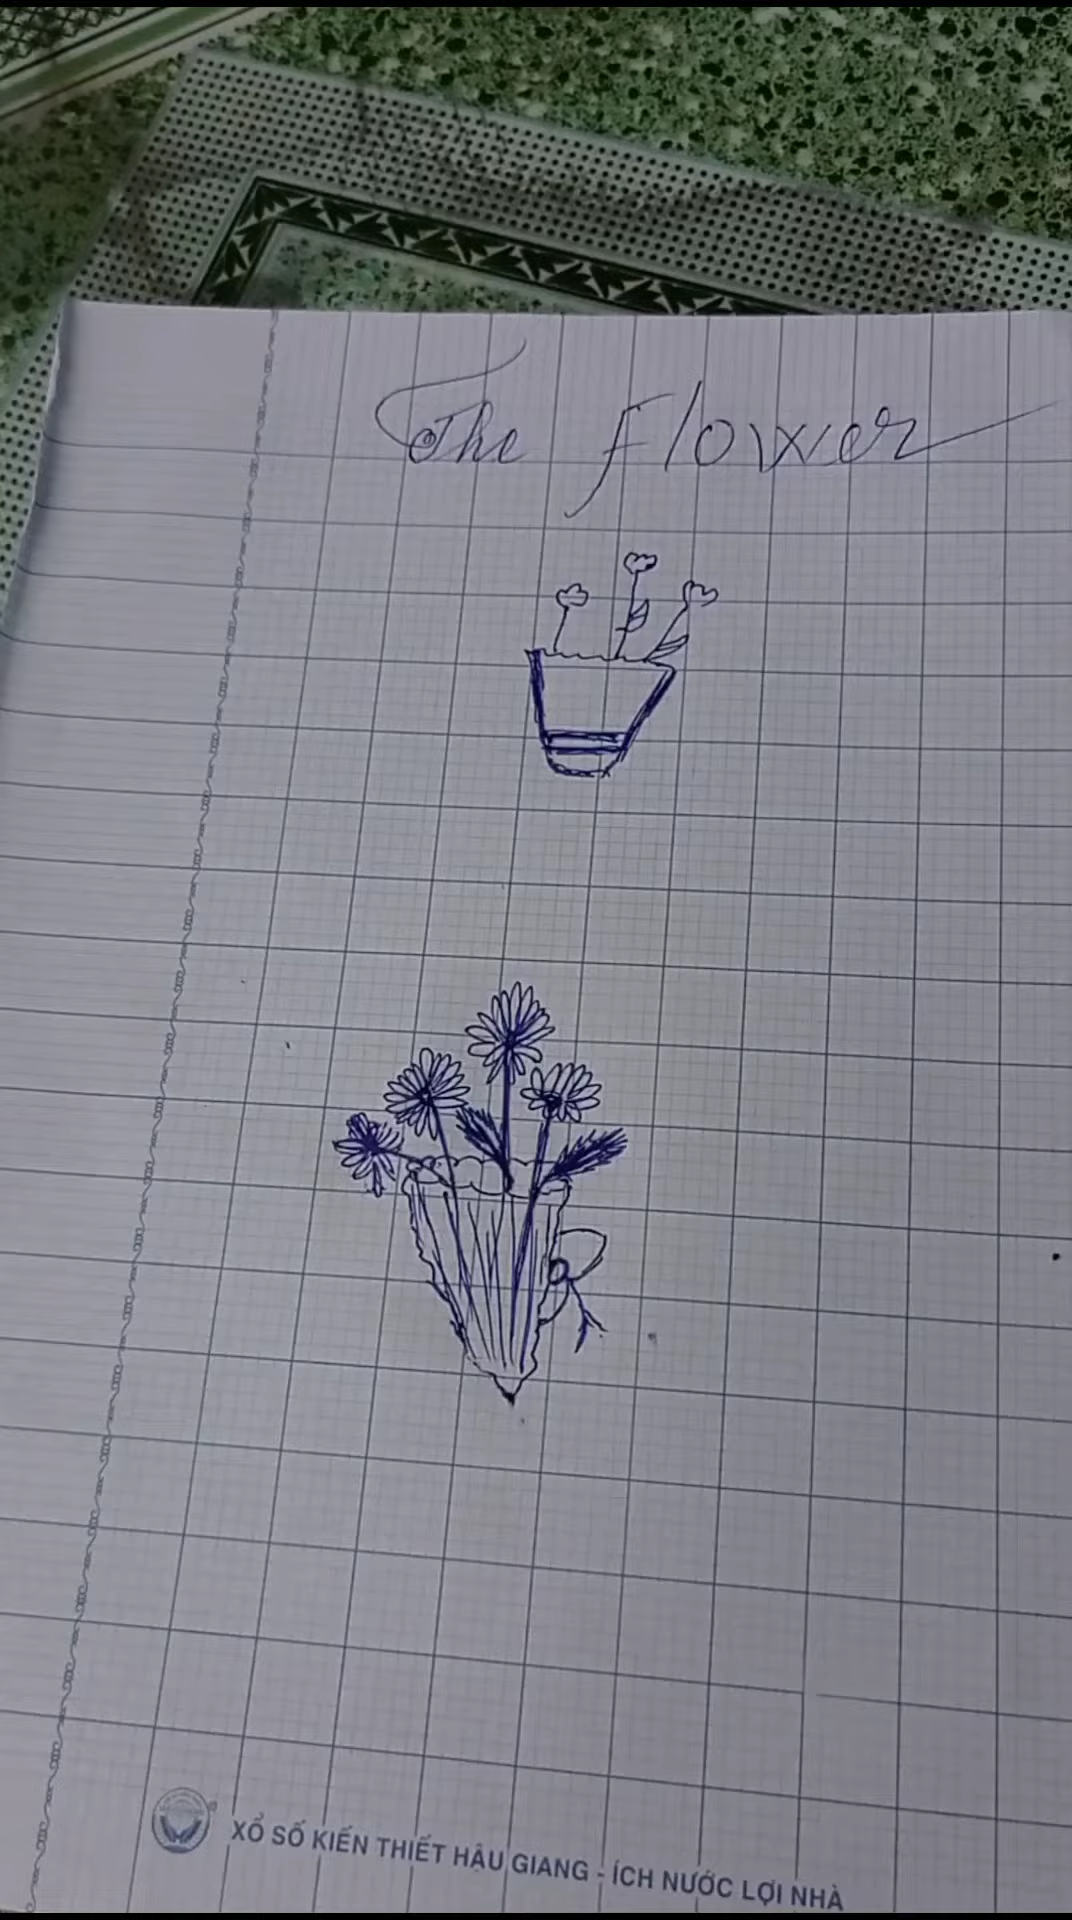 The Flower
XỔ SỐ KIẾN THIẾT HẬU GIANG - ÍCH NƯỚC LỢI NHÀ